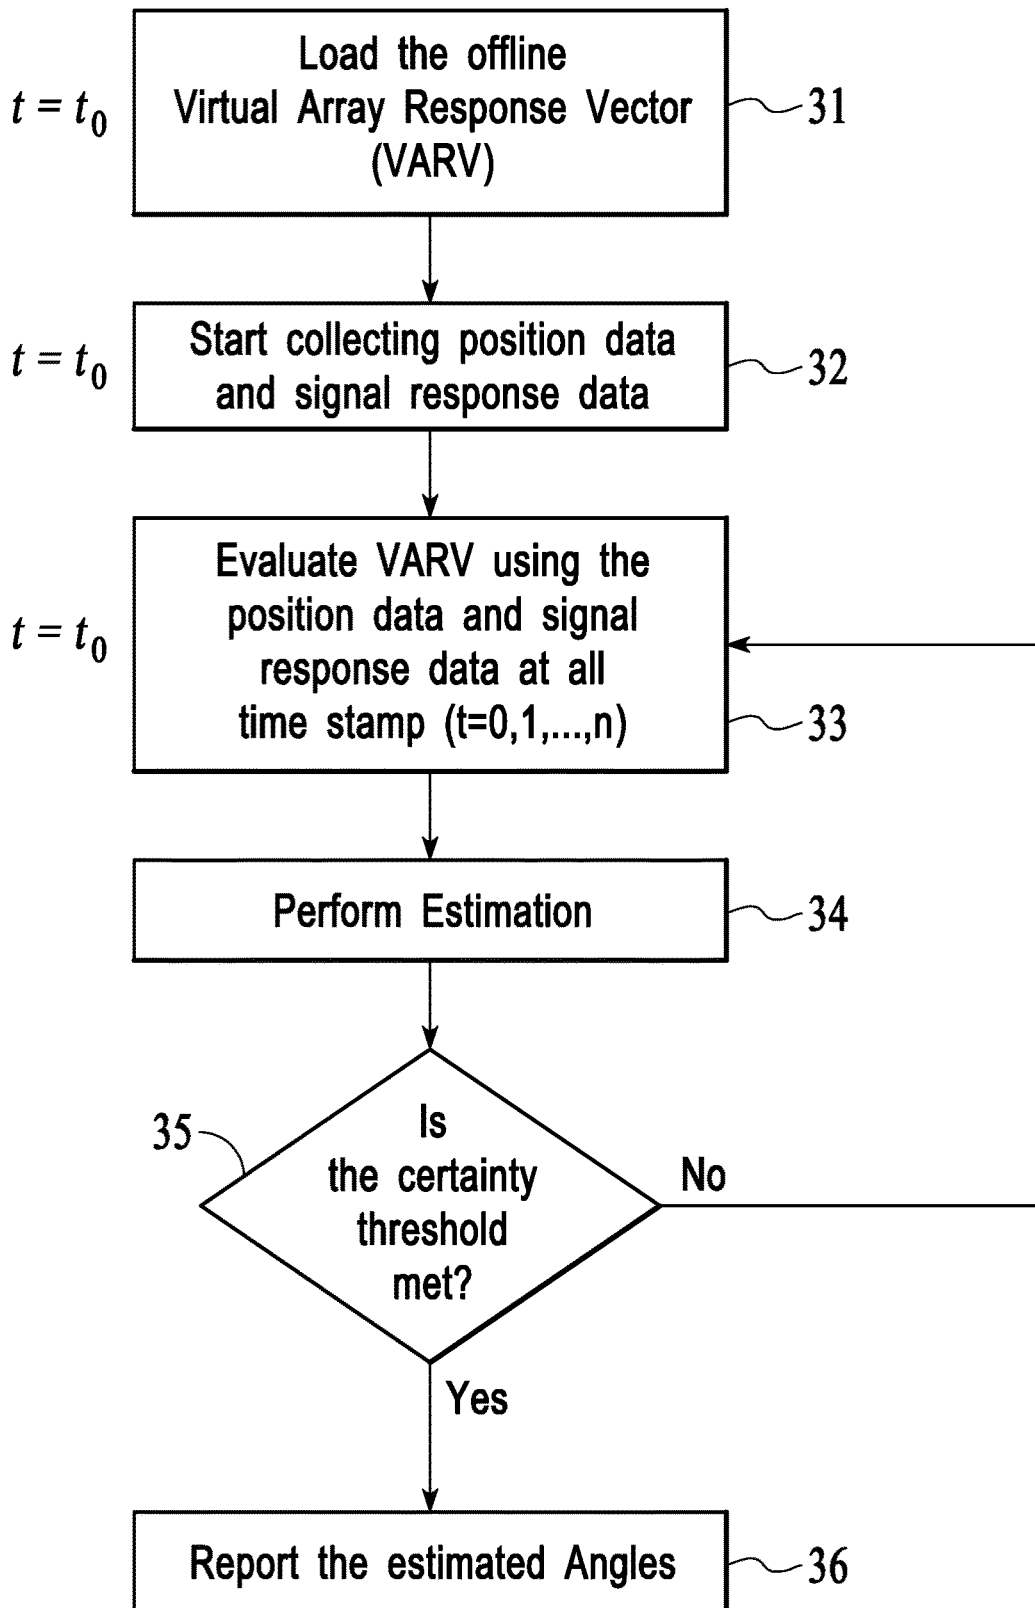 Load the offline
t = t0
Virtual Array Response Vector
31
(VARV)
Start collecting position data
t = t0
32
and signal response data
Evaluate VARV using the
position data and signal
t = t0
response data at all
time stamp (t=0,1,...,n)
33
Perform Estimation
34
35
Is
the certainty
threshold
met?
No
Yes
Report the estimated Angles
36